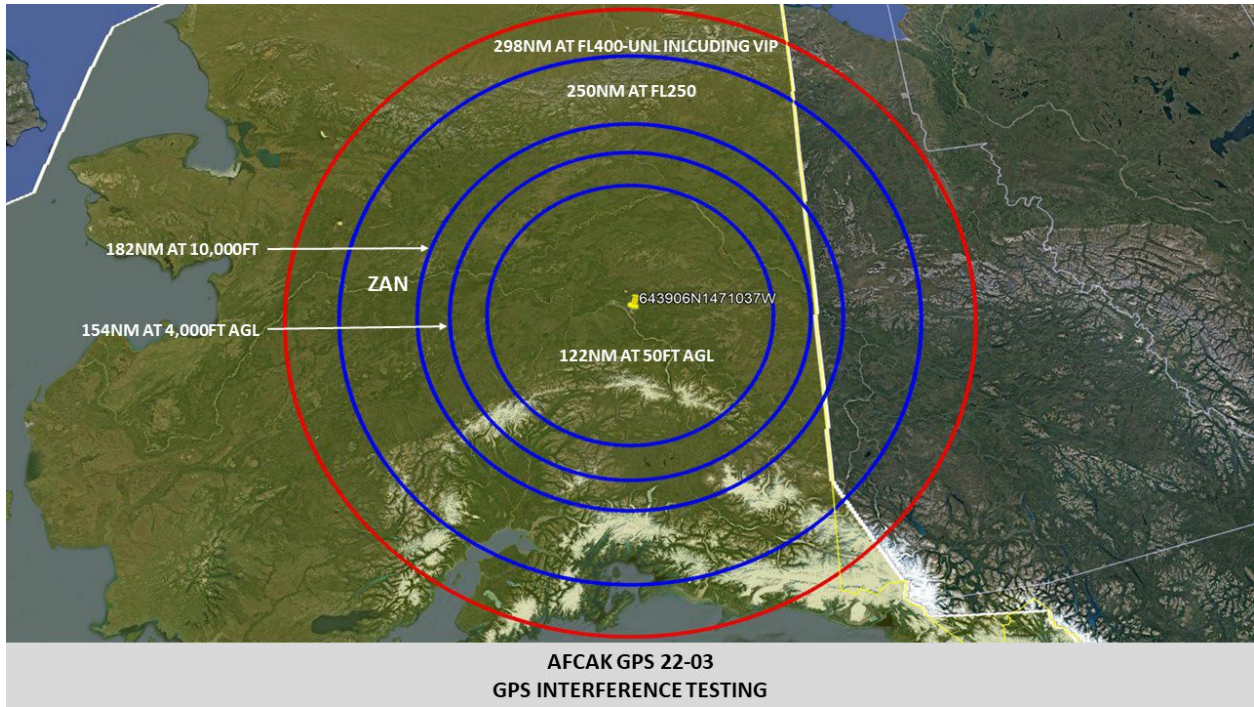 298NM AT FL400-UNL INLCUDING VIP
250NM AT FL250
182NM AT 10,000FT
ZAN
643906N1471037W
154NM AT 4,000FT AGL
122NM AT 50FT AGL
AFCAK GPS 22-03
GPS INTERFERENCE TESTING